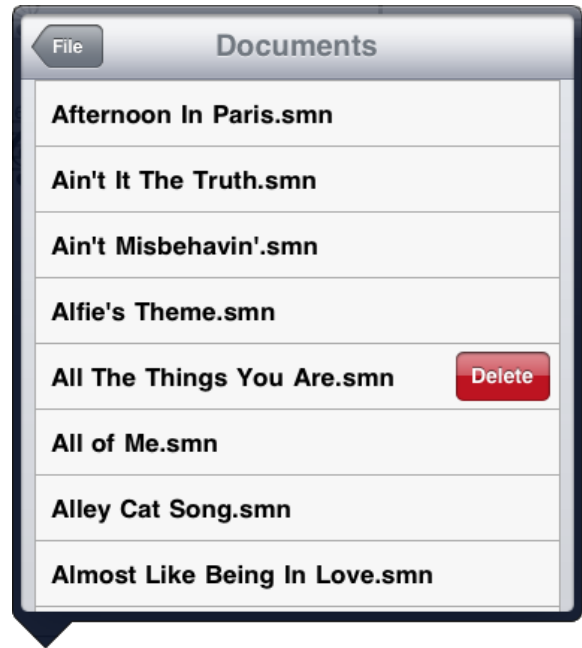 File
Documents
Afternoon In Paris.smn
Ain't It The Truth.smn
Ain't Misbehavin'.smn
Alfie's Theme.smn
All The Things You Are.smn
Delete
All of Me.smn
Alley Cat Song.smn
Almost Like Being In Love.smn